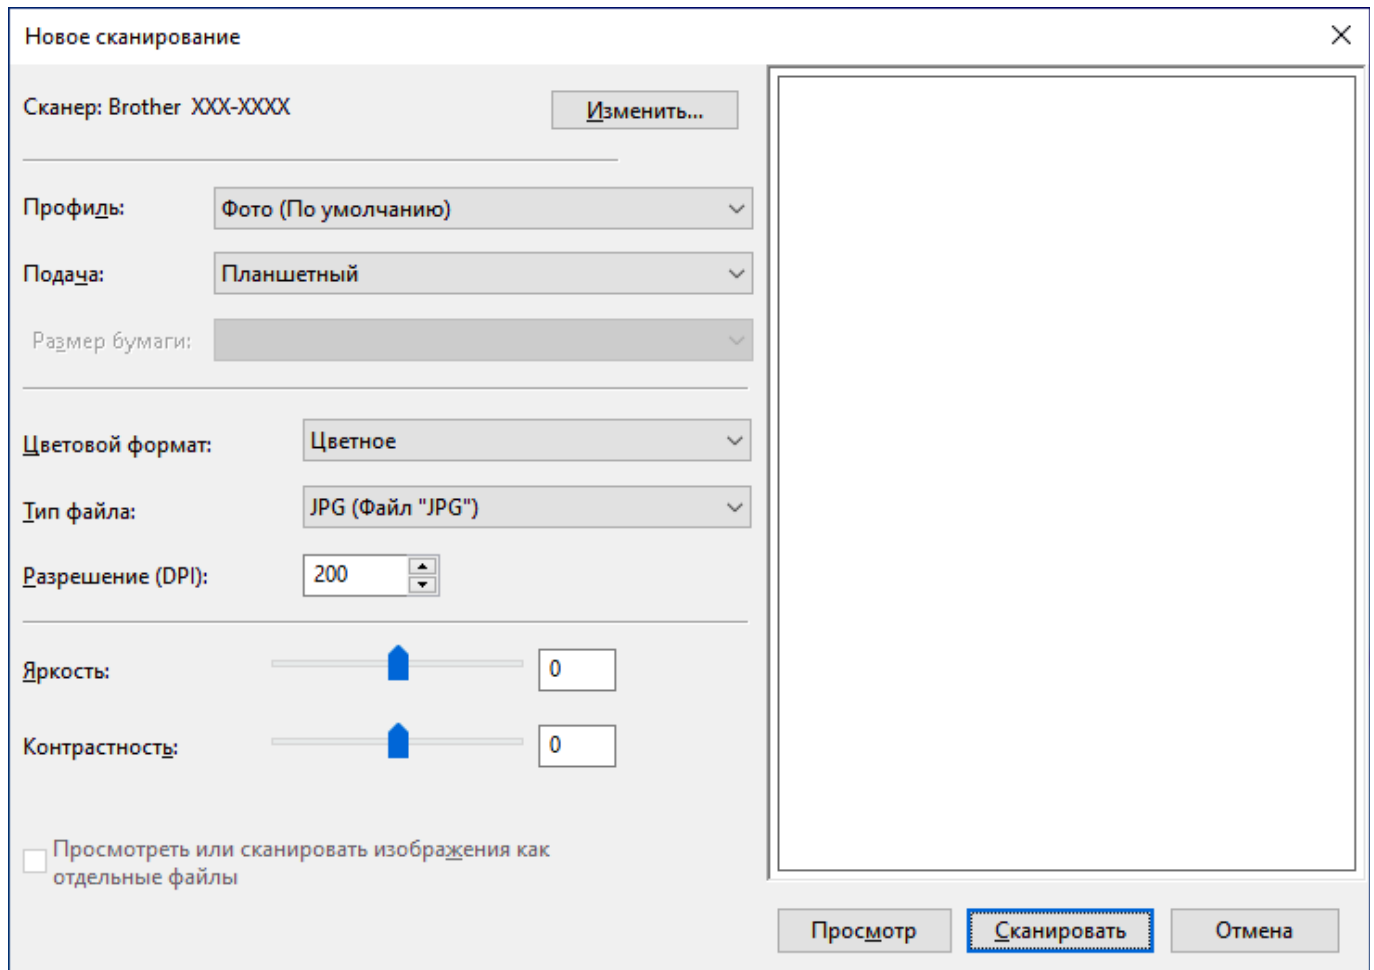 Новое сканирование
Сканер: Brother XXX-XXXX
Изменить...
Профиль:
Фото (По умолчанию)
Подача:
Планшетный
Размер бумаги:
Цветовой формат:
Цветное
Тип файла:
JPG (Файл "JPG")
Разрешение (DPI):
200
Яркость:
0
Контрастность:
0
Просмотреть или сканировать изображения как
отдельные файлы
Просмотр
Сканировать
Отмена